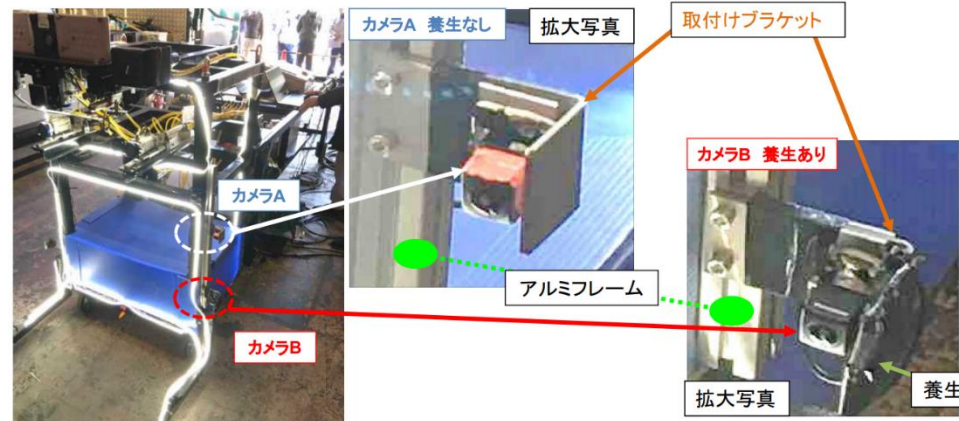 カメラA 養生なし
拡大写真
取付けブラケット
カメラB 養生あり
カメラA
アルミフレーム
カメラB
拡大写真
養生